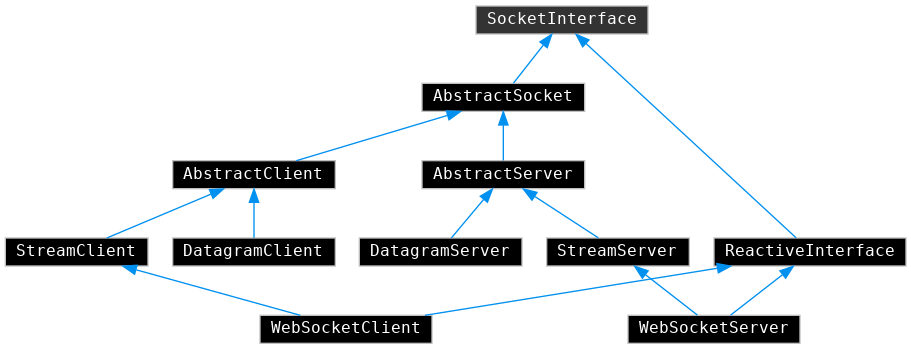 SocketInterface
AbstractSocket
AbstractClient
AbstractServer
StreamClient
DatagramClient
DatagramServer
StreamServer
ReactiveInterface
WebSocketClient
WebSocketServer